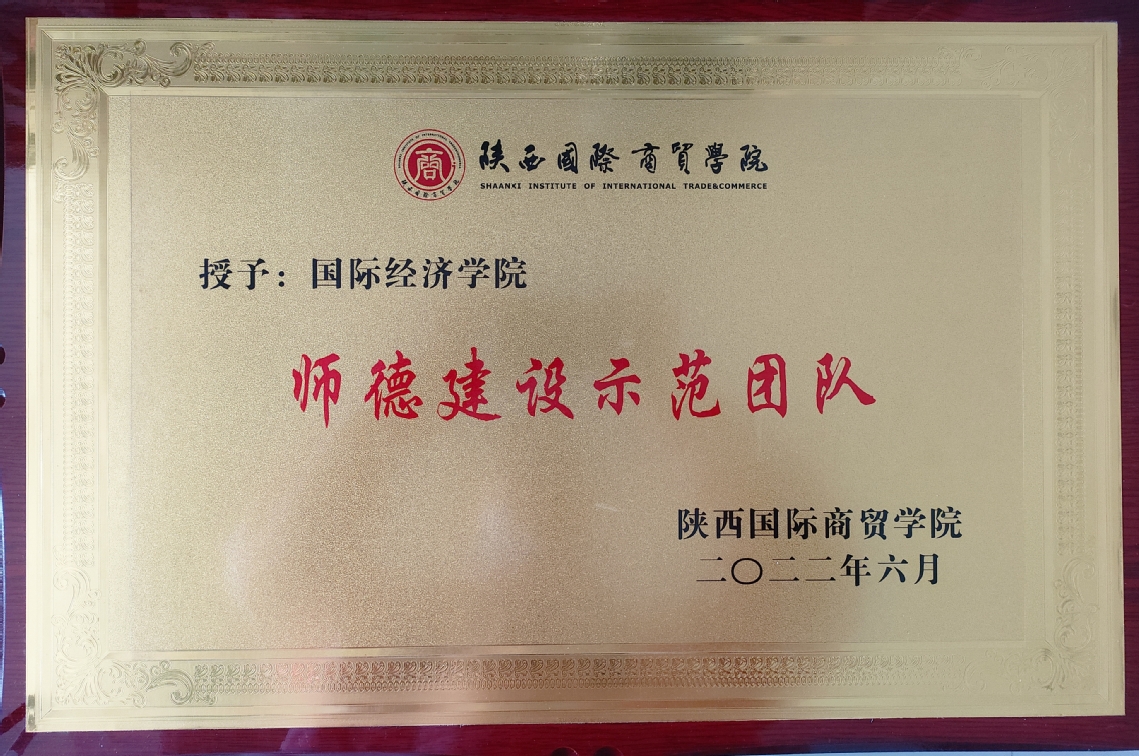 陕西國際商貿學院
SHAANXI INSTITUTE OF INTERNATIONAL TRADE&COMMERCE
授予：国际经济学院
师德建设示范团队
陕西国际商贸学院
二〇二二年六月